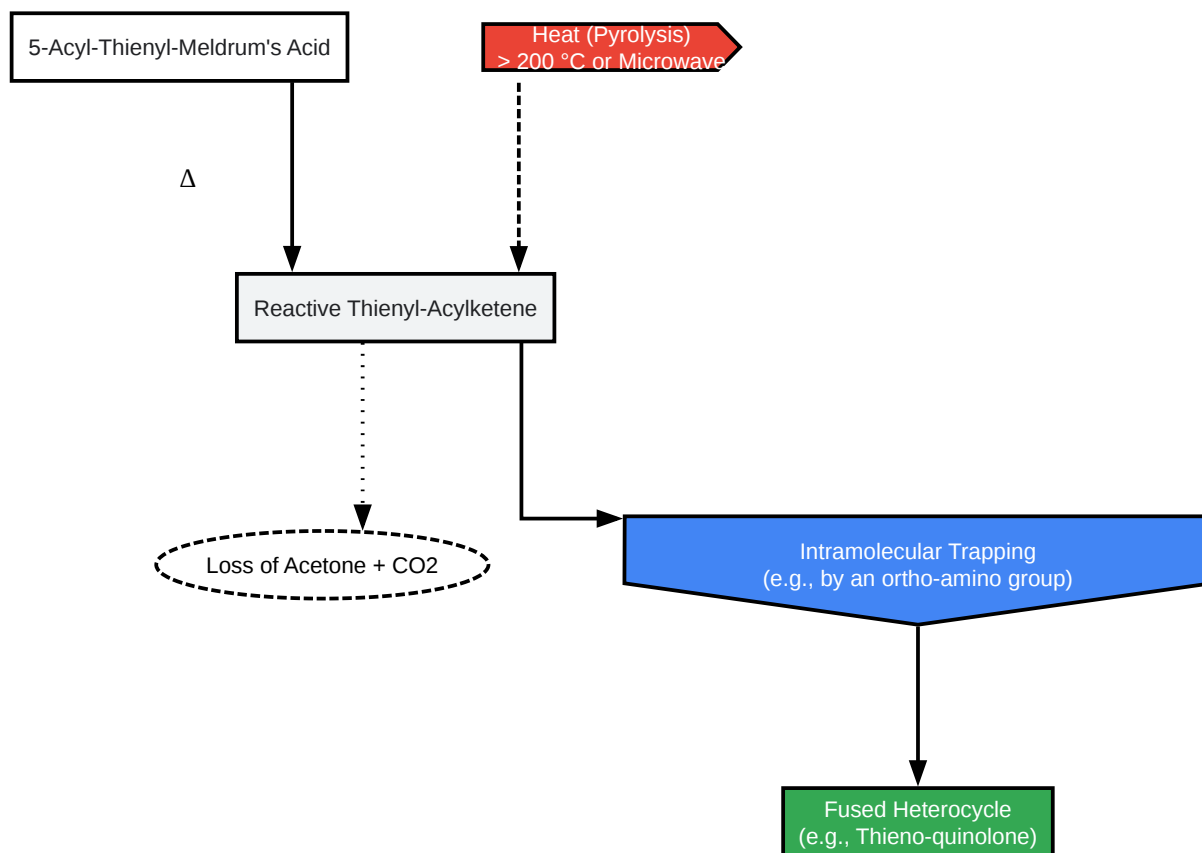 5-Acyl-Thienyl-Meldrum's Acid
Heat (Pyrolysis)
> 200 °C or Microwave
Δ
Reactive Thienyl-Acylketene
Loss of Acetone + CO2
Intramolecular Trapping
(e.g., by an ortho-amino group)
Fused Heterocycle
(e.g., Thieno-quinolone)